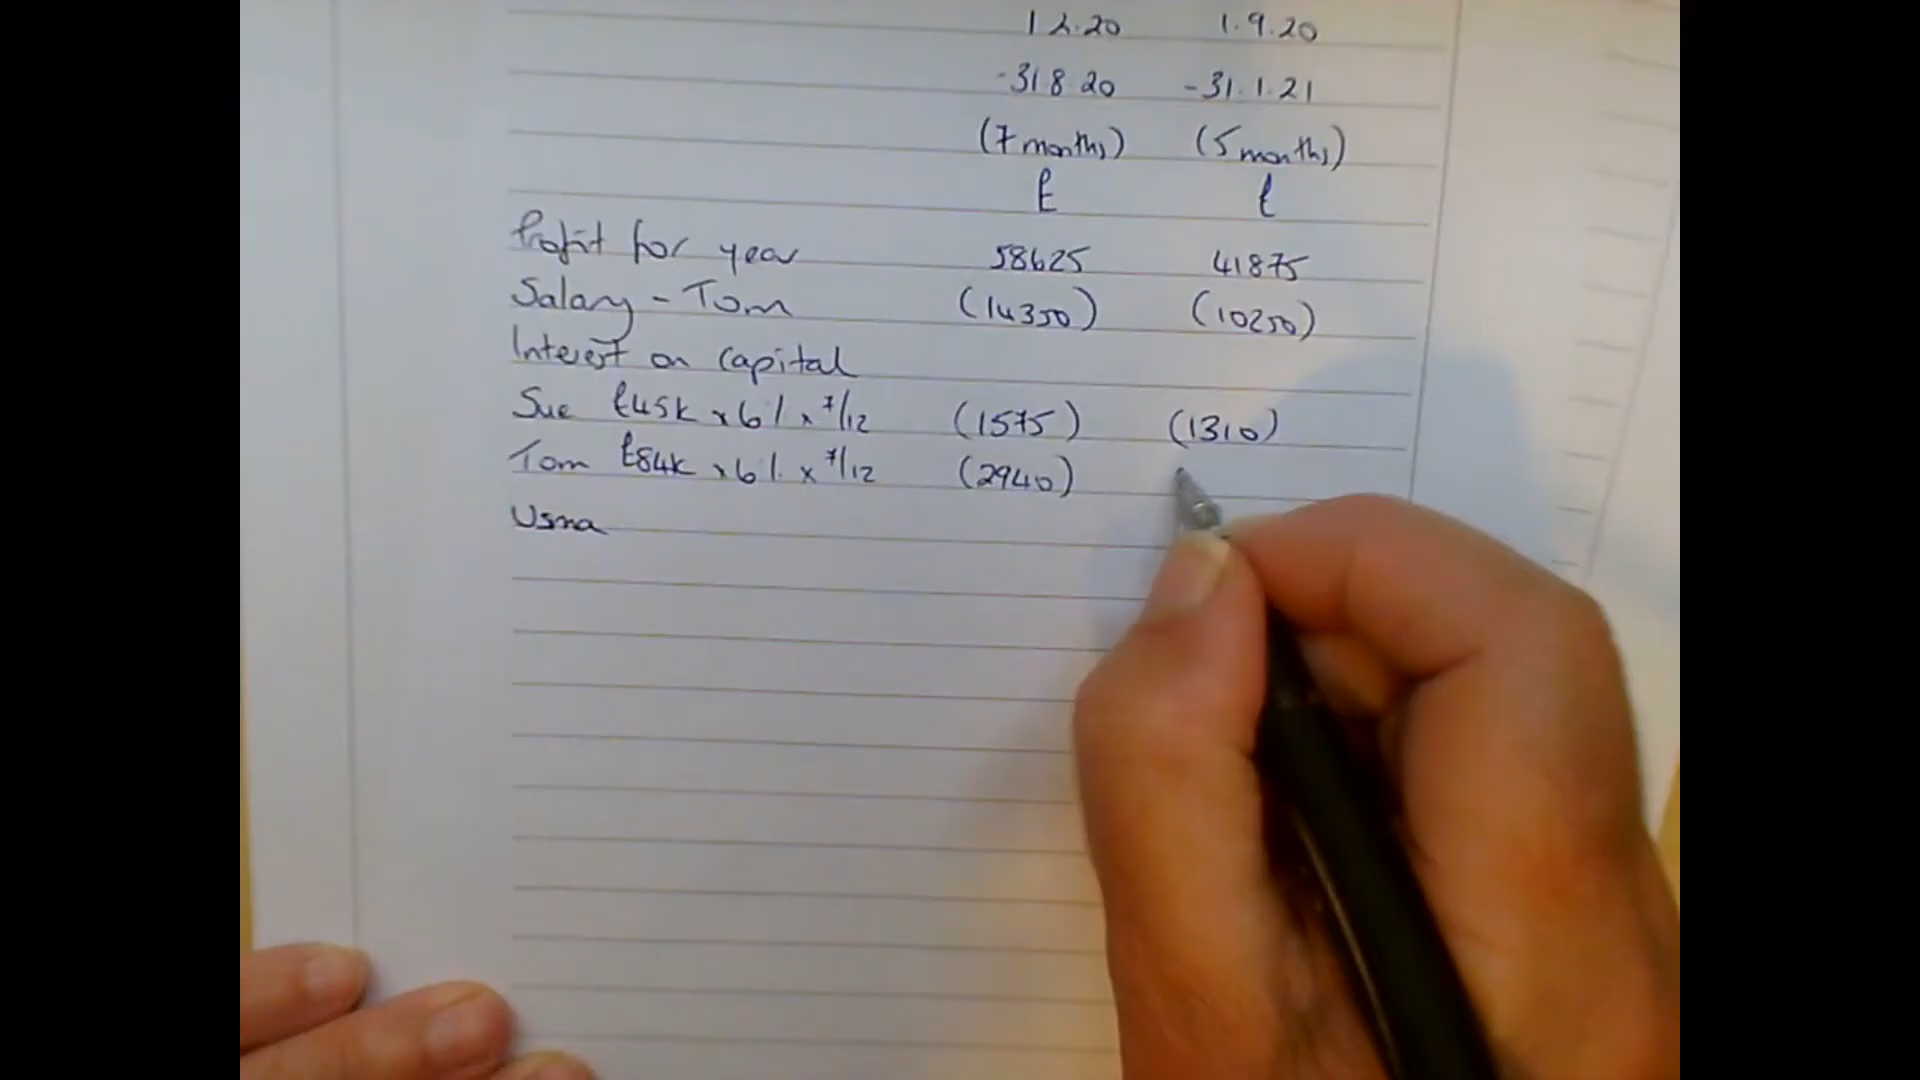 1.2.20 1.9.20
-31.8.20 -31.1.21
(7 months) (5 months)
£ £
Profit for year 58625 41875
Salary - Tom (14350) (10250)
Interest on capital
Sue £45K x 6% x 7/12 (1575) (1310)
Tom £84K x 6% x 7/12 (2940)
Usma